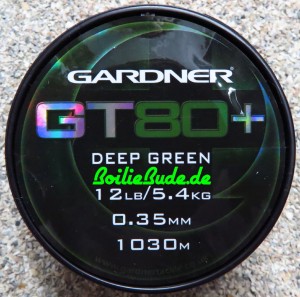 GARDNER
GT80+
DEEP GREEN
BoilieBude.de
12LB/5.4KG
0.35MM
1030M